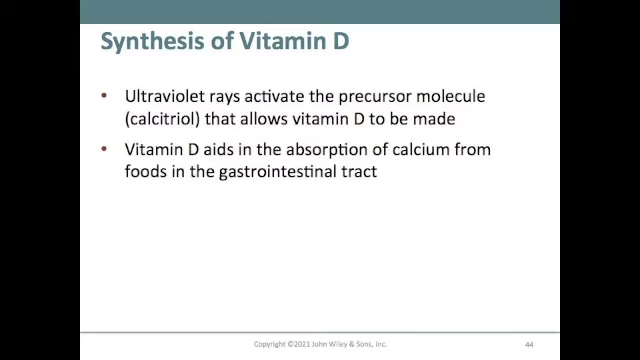 Synthesis of Vitamin D
• Ultraviolet rays activate the precursor molecule
(calcitriol) that allows vitamin D to be made
• Vitamin D aids in the absorption of calcium from
foods in the gastrointestinal tract
Copyright ©2021 John Wiley & Sons, Inc.
44